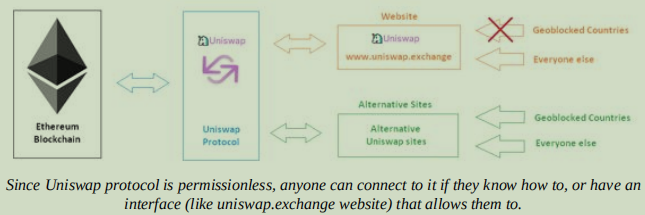 Website
Uniswap
Uniswap
www.uniswap.exchange
Geoblocked Countries
Everyone else
Ethereum
Blockchain
Uniswap
Protocol
Alternative Sites
Alternative
Uniswap sites
Geoblocked Countries
Everyone else
Since Uniswap protocol is permissionless, anyone can connect to it if they know how to, or have an
interface (like uniswap.exchange website) that allows them to.